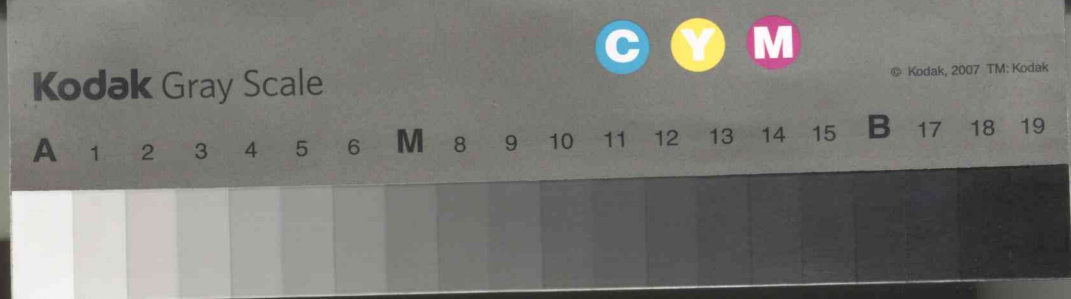 C Y M
Kodak Gray Scale
© Kodak, 2007 TM: Kodak
A 1 2 3 4 5 6 M 8 9 10 11 12 13 14 15 B 17 18 19